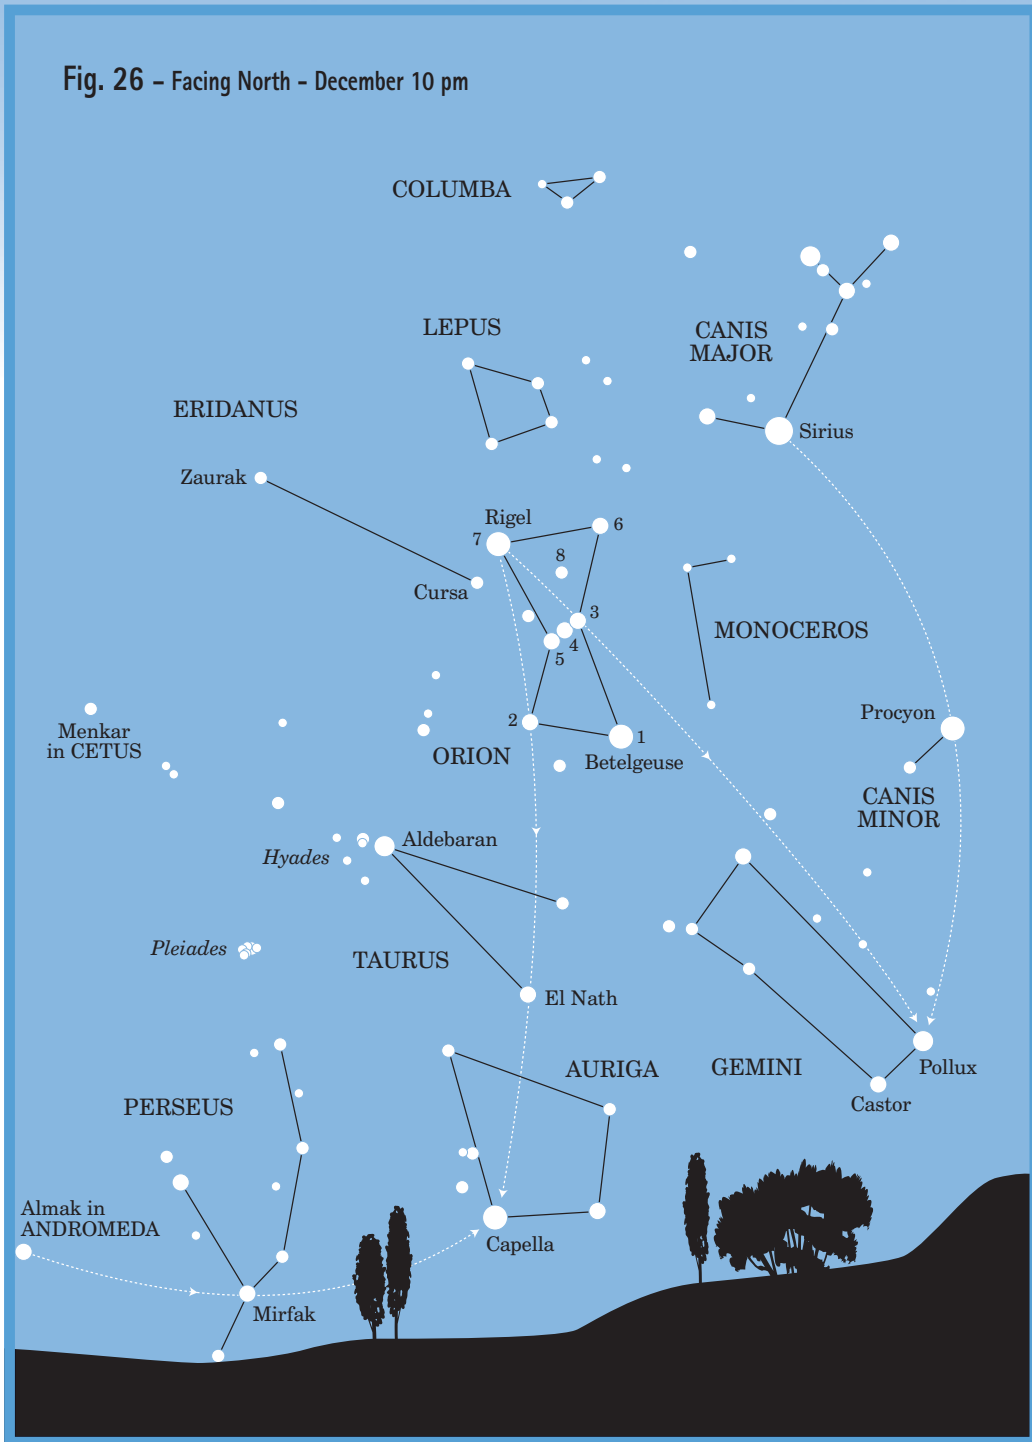 Fig. 26 – Facing North – December 10 pm
COLUMBA
LEPUS
CANIS
MAJOR
ERIDANUS
Sirius
Zaurak
Rigel
7
6
8
Cursa
3
4
5
MONOCEROS
Menkar
in CETUS
2
1
ORION
Betelgeuse
Procyon
CANIS
MINOR
Aldebaran
Hyades
Pleiades
TAURUS
El Nath
AURIGA
GEMINI
Pollux
Castor
PERSEUS
Almak in
ANDROMEDA
Capella
Mirfak